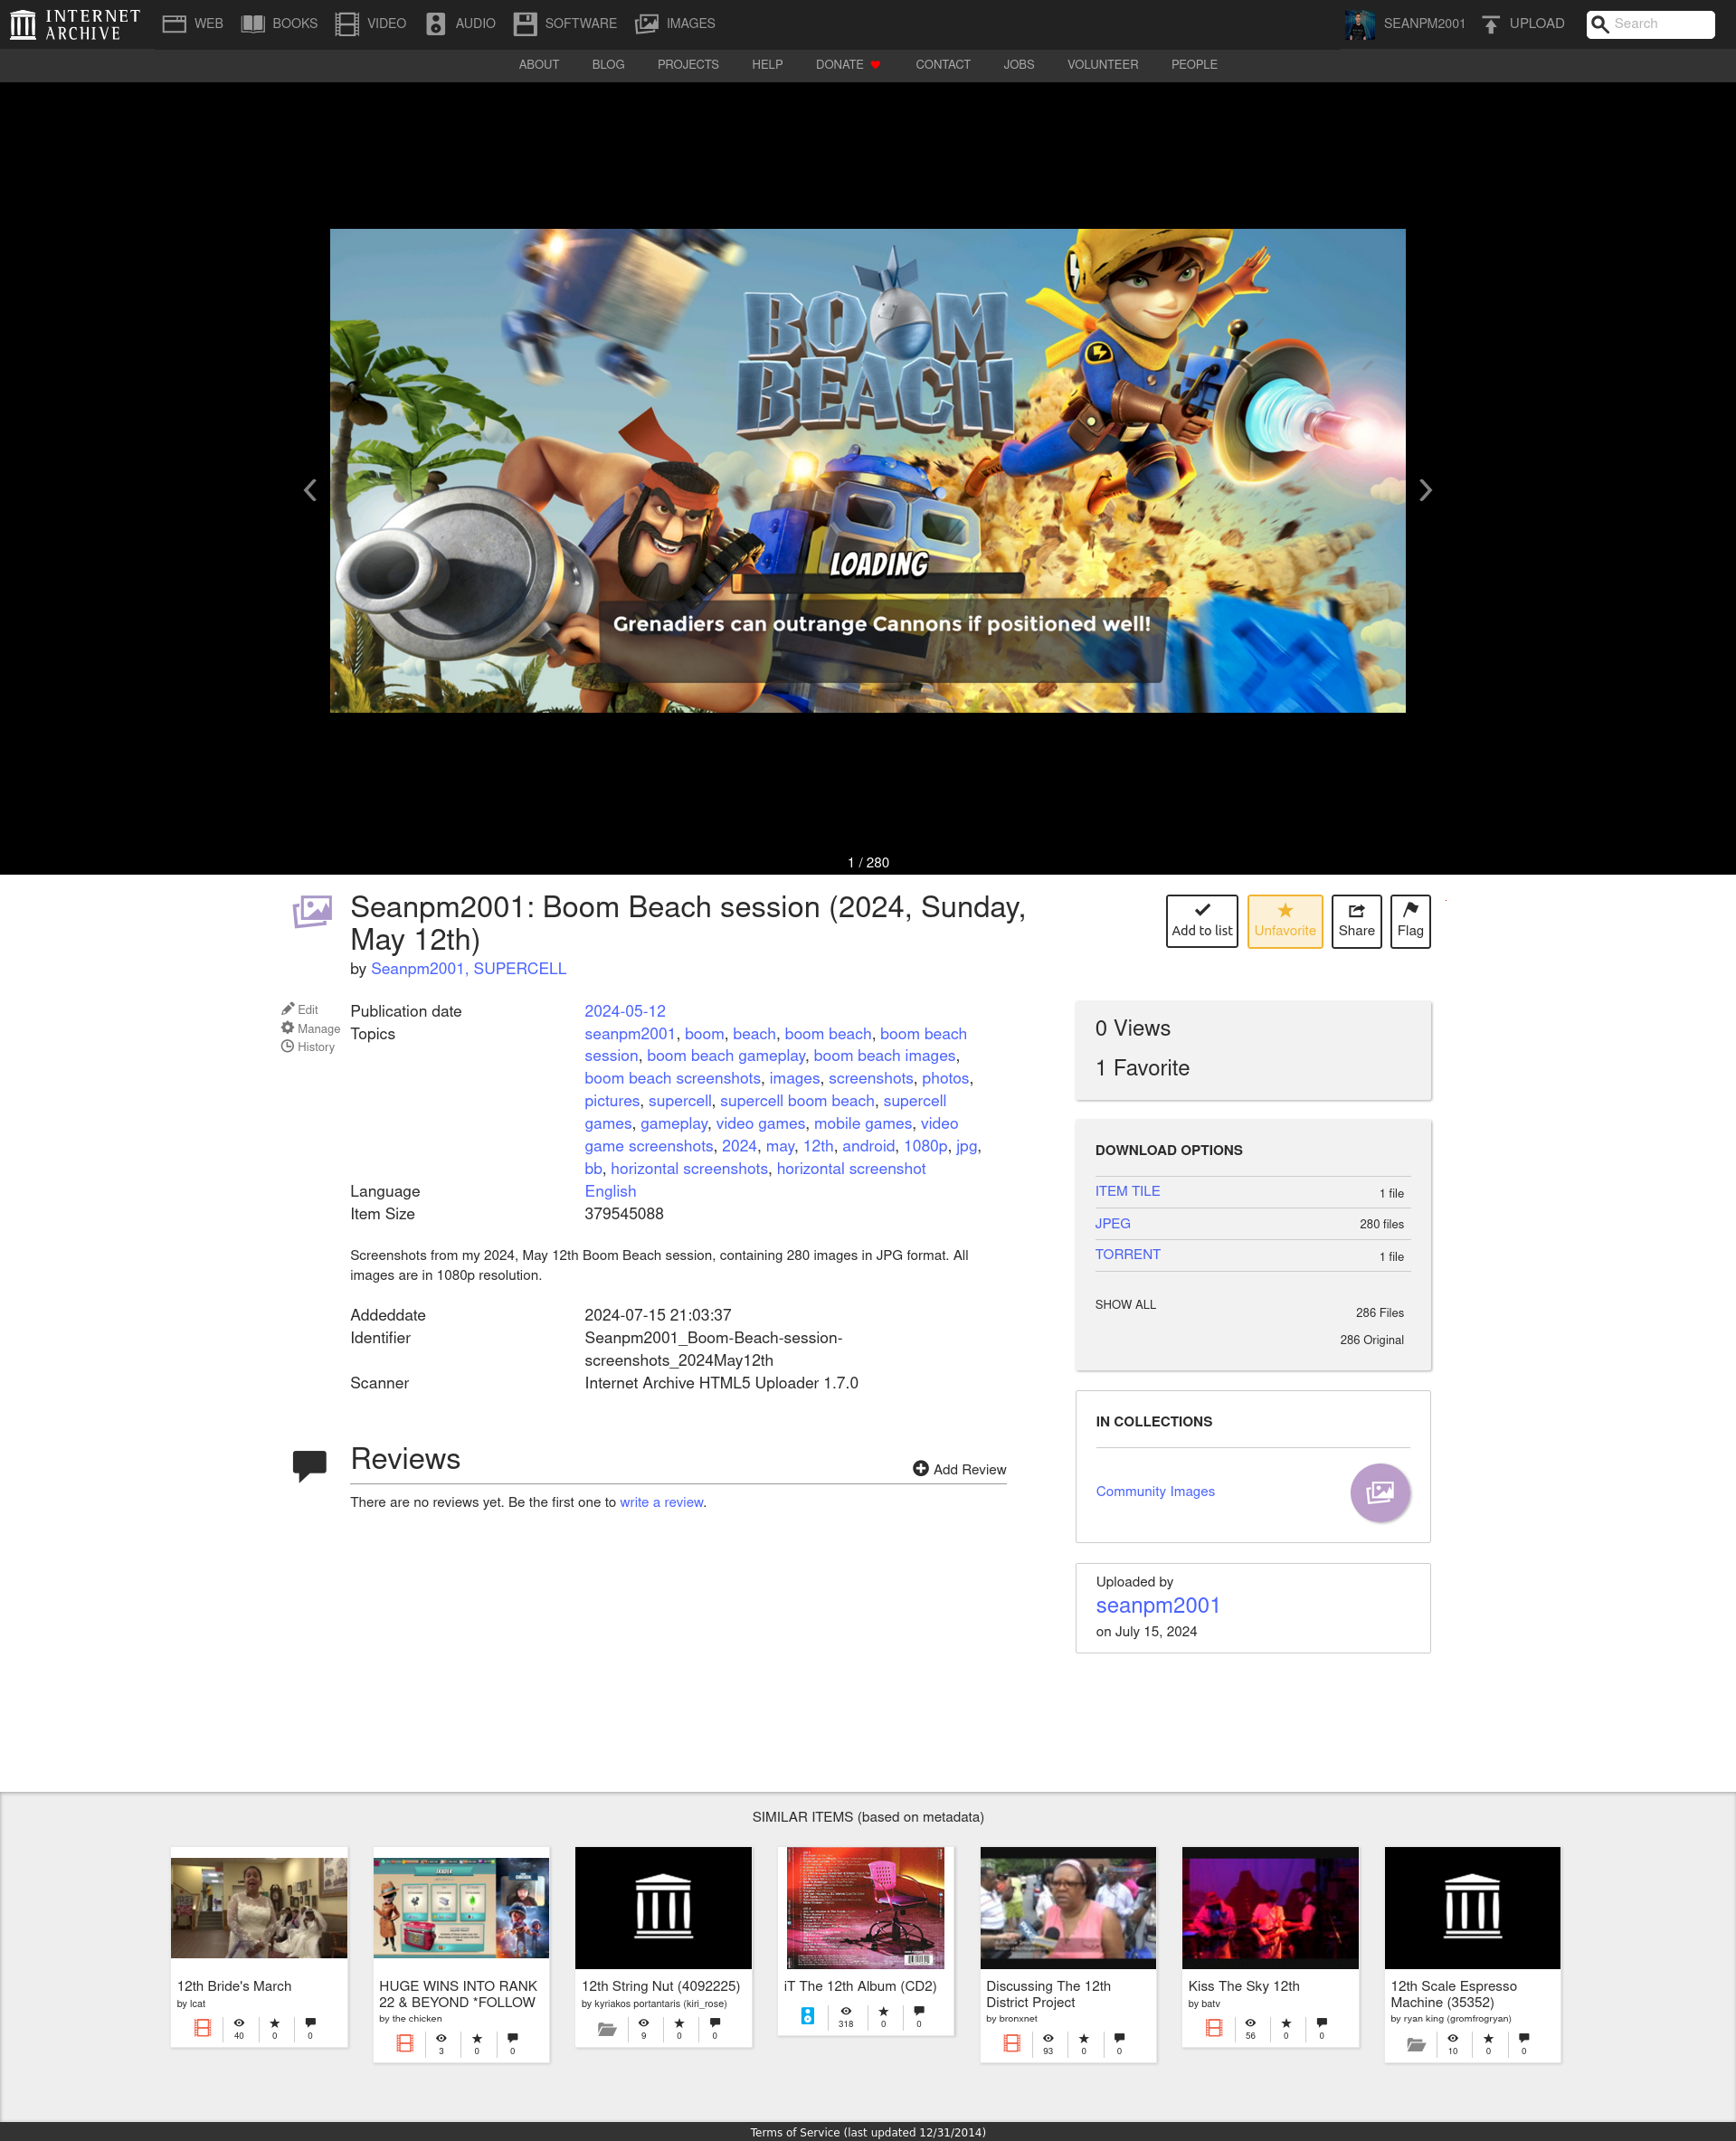 INTERNET ARCHIVE
WEB BOOKS VIDEO AUDIO SOFTWARE IMAGES SEANPM2001 UPLOAD Search
ABOUT BLOG PROJECTS HELP DONATE CONTACT JOBS VOLUNTEER PEOPLE
BOOM
BEACH
LOADING
Grenadiers can outrange Cannons if positioned well!
1 / 280
Seanpm2001: Boom Beach session (2024, Sunday,
May 12th)
by Seanpm2001, SUPERCELL
Add to list Unfavorite Share Flag
Edit
Manage
History
Publication date 2024-05-12
Topics seanpm2001, boom, beach, boom beach, boom beach
session, boom beach gameplay, boom beach images,
boom beach screenshots, images, screenshots, photos,
pictures, supercell, supercell boom beach, supercell
games, gameplay, video games, mobile games, video
game screenshots, 2024, may, 12th, android, 1080p, jpg,
bb, horizontal screenshots, horizontal screenshot
Language English
Item Size 379545088
Screenshots from my 2024, May 12th Boom Beach session, containing 280 images in JPG format. All
images are in 1080p resolution.
Addeddate 2024-07-15 21:03:37
Identifier Seanpm2001_Boom-Beach-session-
screenshots_2024May12th
Scanner Internet Archive HTML5 Uploader 1.7.0
Reviews
Add Review
There are no reviews yet. Be the first one to write a review.
0 Views
1 Favorite
DOWNLOAD OPTIONS
ITEM TILE 1 file
JPEG 280 files
TORRENT 1 file
SHOW ALL 286 Files
286 Original
IN COLLECTIONS
Community Images
Uploaded by
seanpm2001
on July 15, 2024
SIMILAR ITEMS (based on metadata)
12th Bride's March
by lcat
40 0 0
HUGE WINS INTO RANK
22 & BEYOND *FOLLOW
by the chicken
3 0 0
12th String Nut (4092225)
by kyriakos portantaris (kiri_rose)
9 0 0
iT The 12th Album (CD2)
318 0 0
Discussing The 12th
District Project
by bronxnet
93 0 0
Kiss The Sky 12th
by batv
56 0 0
12th Scale Espresso
Machine (35352)
by ryan king (gromfrogryan)
10 0 0
Terms of Service (last updated 12/31/2014)